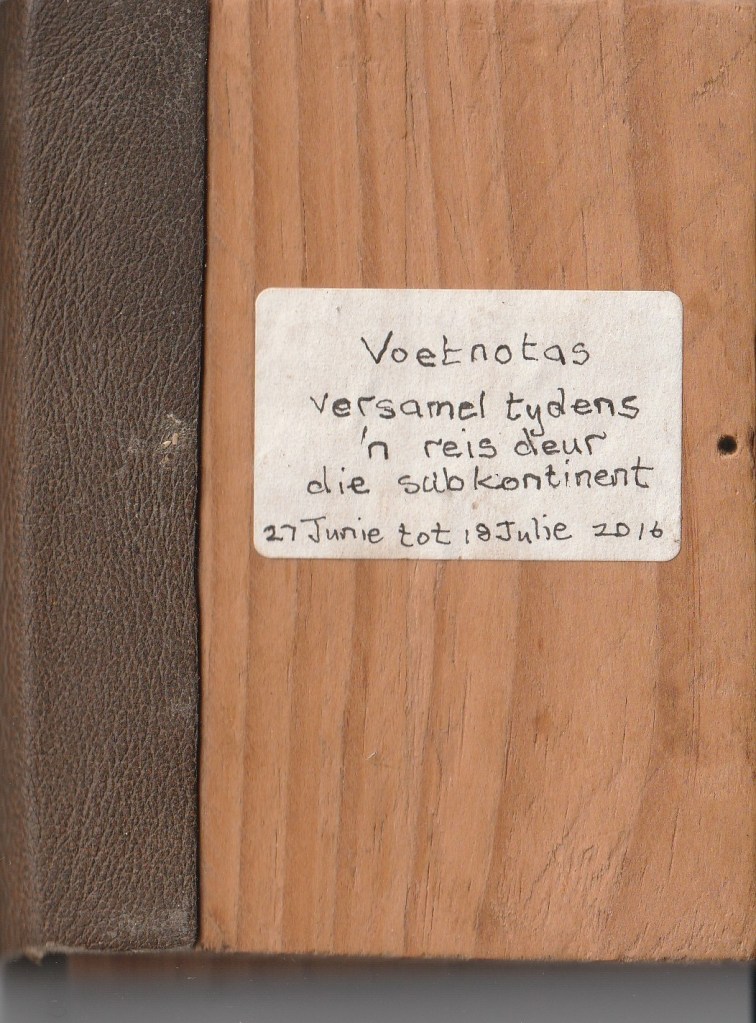 Voetnotas
versamel tydens
'n reis deur
die subkontinent
27 Junie tot 18 Julie 2016